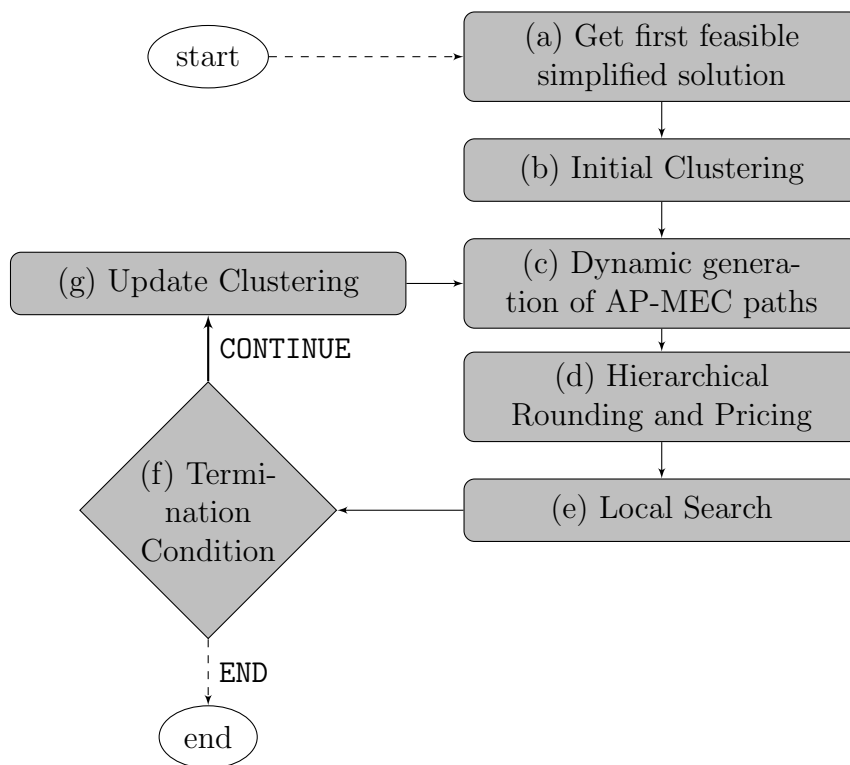 start
(a) Get first feasible
simplified solution
(b) Initial Clustering
(c) Dynamic genera-
tion of AP-MEC paths
(g) Update Clustering
CONTINUE
(d) Hierarchical
Rounding and Pricing
(e) Local Search
(f) Termi-
nation
Condition
END
end